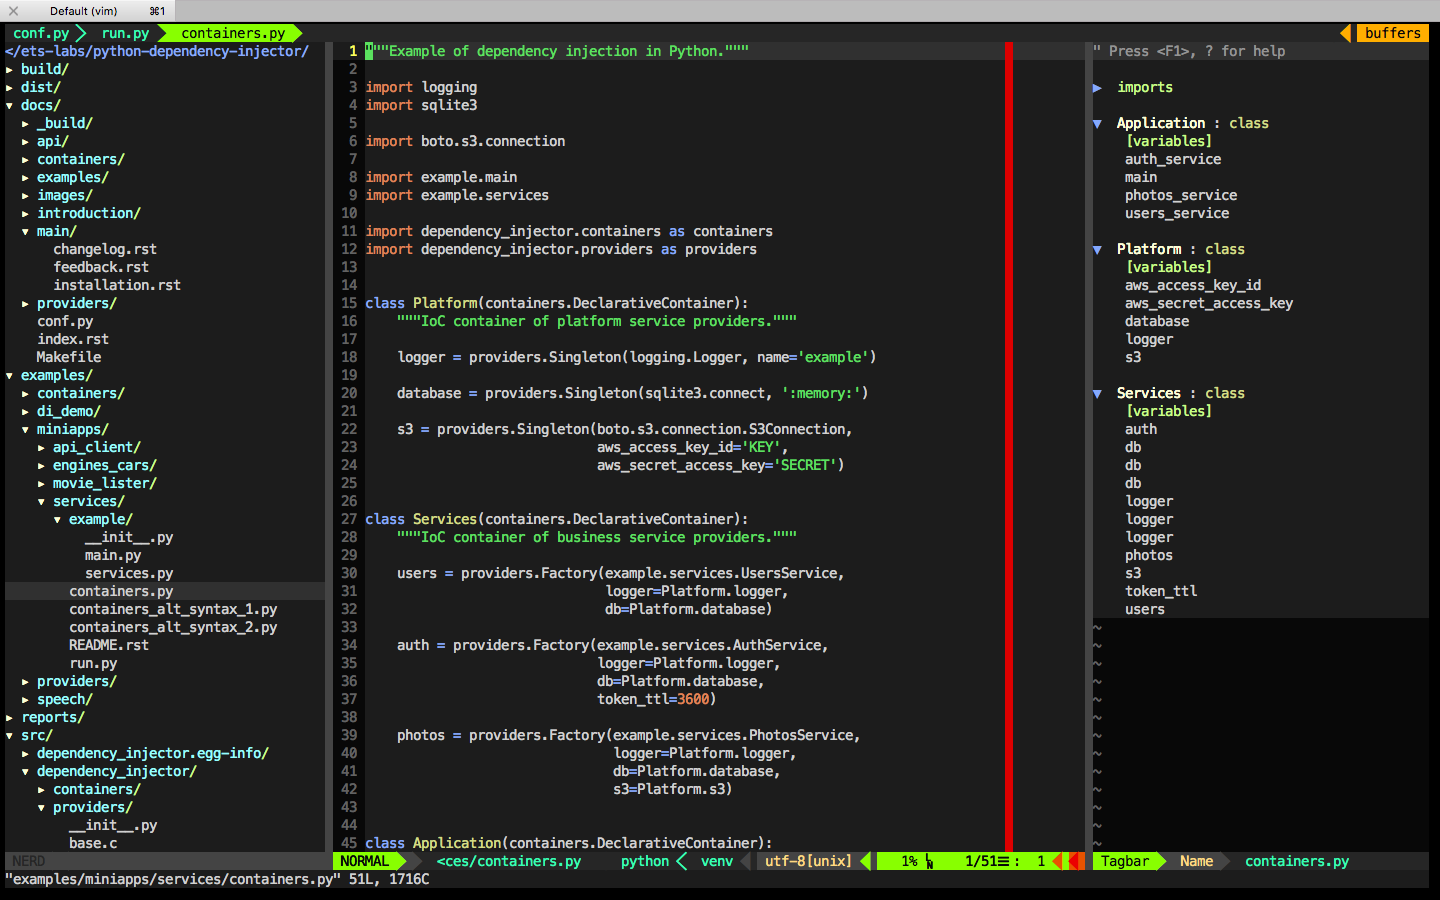 Default (vim) ⌘1
conf.py run.py containers.py buffers
</ets-labs/python-dependency-injector/
▸ build/
▸ dist/
▾ docs/
▸ _build/
▸ api/
▸ containers/
▸ examples/
▸ images/
▸ introduction/
▾ main/
changelog.rst
feedback.rst
installation.rst
▸ providers/
conf.py
index.rst
Makefile
▾ examples/
▸ containers/
▸ di_demo/
▾ miniapps/
▸ api_client/
▸ engines_cars/
▸ movie_lister/
▾ services/
▾ example/
__init__.py
main.py
services.py
containers.py
containers_alt_syntax_1.py
containers_alt_syntax_2.py
README.rst
run.py
▸ providers/
▸ speech/
▸ reports/
▾ src/
▸ dependency_injector.egg-info/
▾ dependency_injector/
▸ containers/
▾ providers/
__init__.py
base.c
NERD
1 """Example of dependency injection in Python."""
2
3 import logging
4 import sqlite3
5
6 import boto.s3.connection
7
8 import example.main
9 import example.services
10
11 import dependency_injector.containers as containers
12 import dependency_injector.providers as providers
13
14
15 class Platform(containers.DeclarativeContainer):
16     """IoC container of platform service providers."""
17
18     logger = providers.Singleton(logging.Logger, name='example')
19
20     database = providers.Singleton(sqlite3.connect, ':memory:')
21
22     s3 = providers.Singleton(boto.s3.connection.S3Connection,
23                              aws_access_key_id='KEY',
24                              aws_secret_access_key='SECRET')
25
26
27 class Services(containers.DeclarativeContainer):
28     """IoC container of business service providers."""
29
30     users = providers.Factory(example.services.UsersService,
31                               logger=Platform.logger,
32                               db=Platform.database)
33
34     auth = providers.Factory(example.services.AuthService,
35                              logger=Platform.logger,
36                              db=Platform.database,
37                              token_ttl=3600)
38
39     photos = providers.Factory(example.services.PhotosService,
40                                logger=Platform.logger,
41                                db=Platform.database,
42                                s3=Platform.s3)
43
44
45 class Application(containers.DeclarativeContainer):
NORMAL <ces/containers.py python venv utf-8[unix] 1% 1/51☰ : 1
" Press <F1>, ? for help
▶ imports
▼ Application : class
[variables]
auth_service
main
photos_service
users_service
▼ Platform : class
[variables]
aws_access_key_id
aws_secret_access_key
database
logger
s3
▼ Services : class
[variables]
auth
db
db
db
logger
logger
logger
photos
s3
token_ttl
users
~
~
~
~
~
~
~
~
~
~
~
~
~
Tagbar Name containers.py
"examples/miniapps/services/containers.py" 51L, 1716C